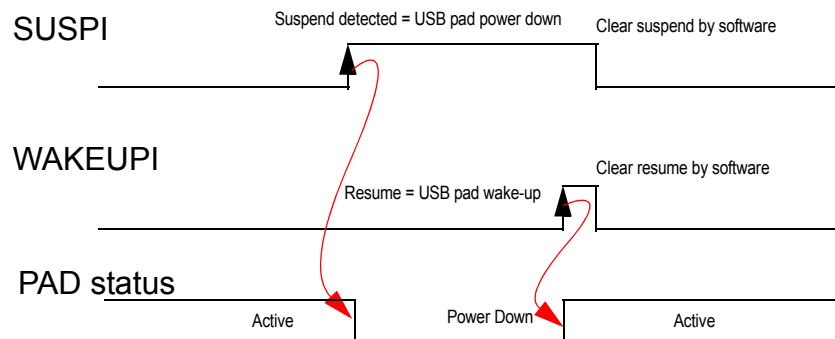 SUSPI
Suspend detected = USB pad power down
Clear suspend by software
WAKEUPI
Clear resume by software
Resume = USB pad wake-up
PAD status
Active
Power Down
Active